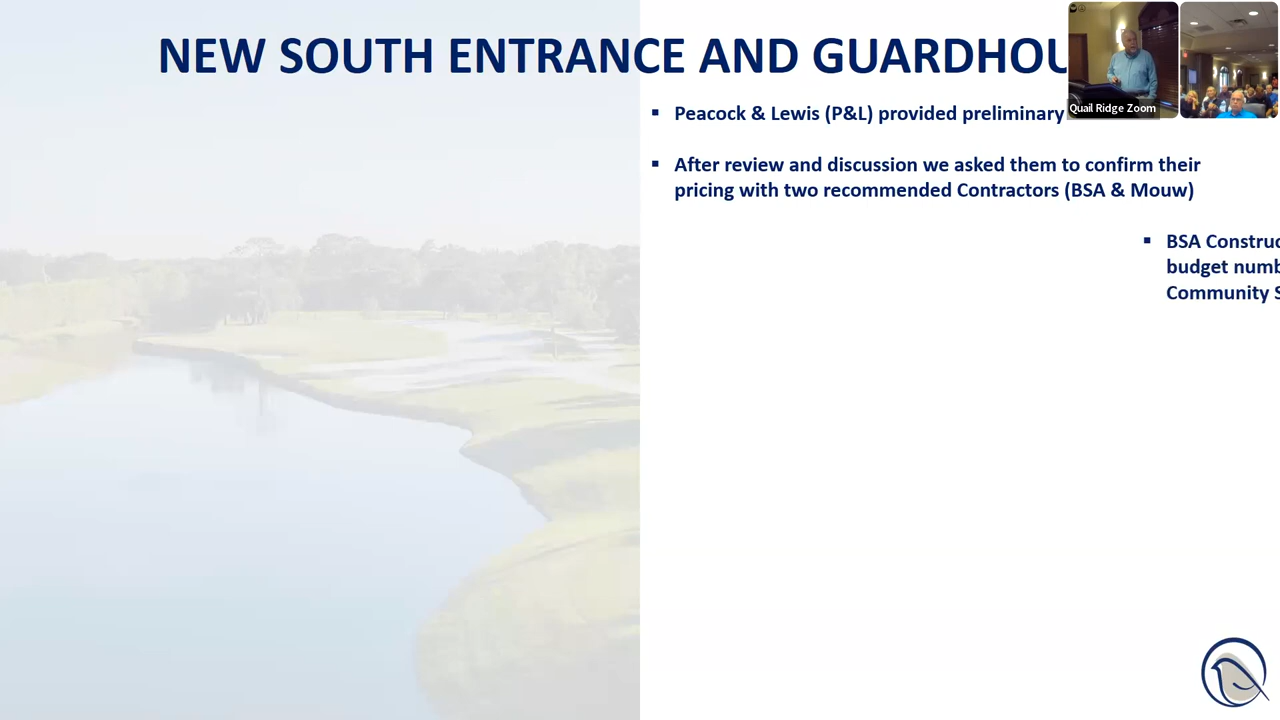 NEW SOUTH ENTRANCE AND GUARDHOU
Quail Ridge Zoom
▪ Peacock & Lewis (P&L) provided preliminary
▪ After review and discussion we asked them to confirm their
pricing with two recommended Contractors (BSA & Mouw)
▪ BSA Construc
budget numb
Community S